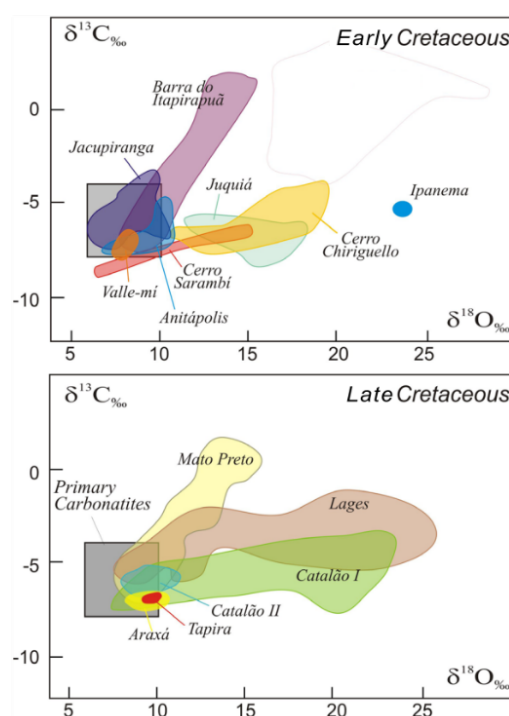 δ13C‰
Early Cretaceous
Barra do
Itapirapuã
0
Jacupiranga
Juquiá
Ipanema
-5
Cerro
Chiriguello
Cerro
Sarambí
Valle-mí
Anitápolis
-10
δ18O‰
5
10
15
20
25
δ13C‰
Late Cretaceous
Mato Preto
0
Primary
Carbonatites
Lages
-5
Catalão I
Catalão II
Tapira
Araxá
-10
δ18O‰
5
10
15
20
25